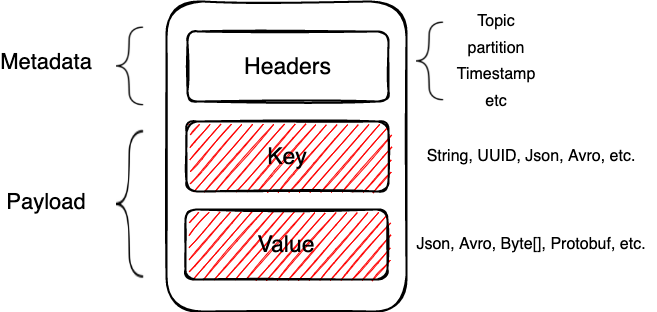 Metadata
Headers
Topic
partition
Timestamp
etc
Payload
Key
String, UUID, Json, Avro, etc.
Value
Json, Avro, Byte[], Protobuf, etc.